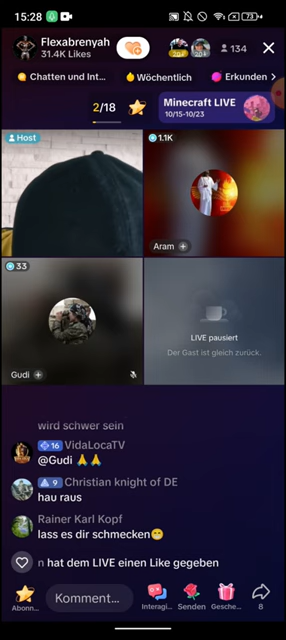 15:28
73
Flexabrenyah
31.4K Likes
134
Chatten und Int...
Wöchentlich
Erkunden
2/18
Minecraft LIVE
10/15-10/23
Host
1.1K
Aram
33
Gudi
LIVE pausiert
Der Gast ist gleich zurück.
wird schwer sein
16 VidaLocaTV
@Gudi 🙏🙏
9 Christian knight of DE
hau raus
Rainer Karl Kopf
lass es dir schmecken😁
n hat dem LIVE einen Like gegeben
Abonn...
Komment...
Interagi...
Senden
Gesche...
8